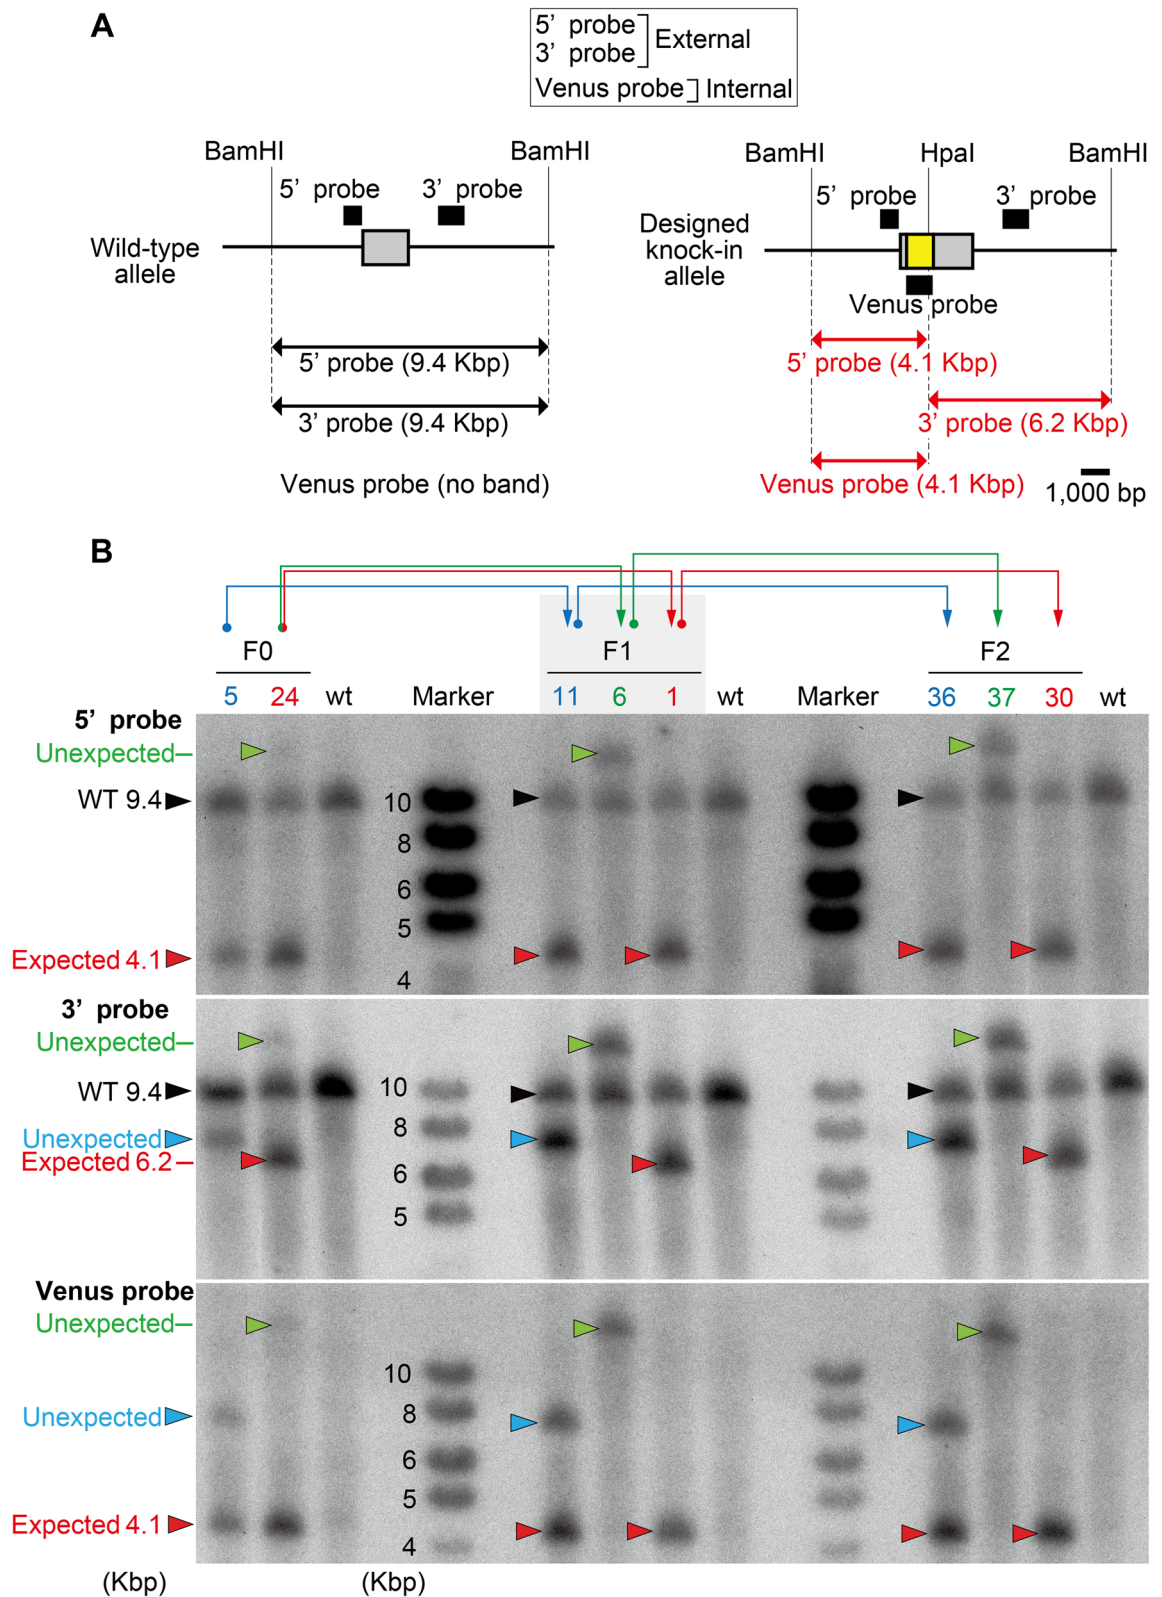 A
5’ probe
3’ probe
External
Venus probe
Internal
BamHI
BamHI
5’ probe
3’ probe
Wild-type
allele
5’ probe (9.4 Kbp)
3’ probe (9.4 Kbp)
Venus probe (no band)
BamHI
HpaI
BamHI
5’ probe
3’ probe
Designed
knock-in
allele
Venus probe
5’ probe (4.1 Kbp)
3’ probe (6.2 Kbp)
Venus probe (4.1 Kbp)
1,000 bp
B
F0
F1
F2
5 24 wt Marker 11 6 1 wt Marker 36 37 30 wt
5’ probe
Unexpected
WT 9.4
Expected 4.1
10
8
6
5
4
3’ probe
Unexpected
WT 9.4
Unexpected
Expected 6.2
10
8
6
5
Venus probe
Unexpected
Unexpected
Expected 4.1
10
8
6
5
4
(Kbp)
(Kbp)